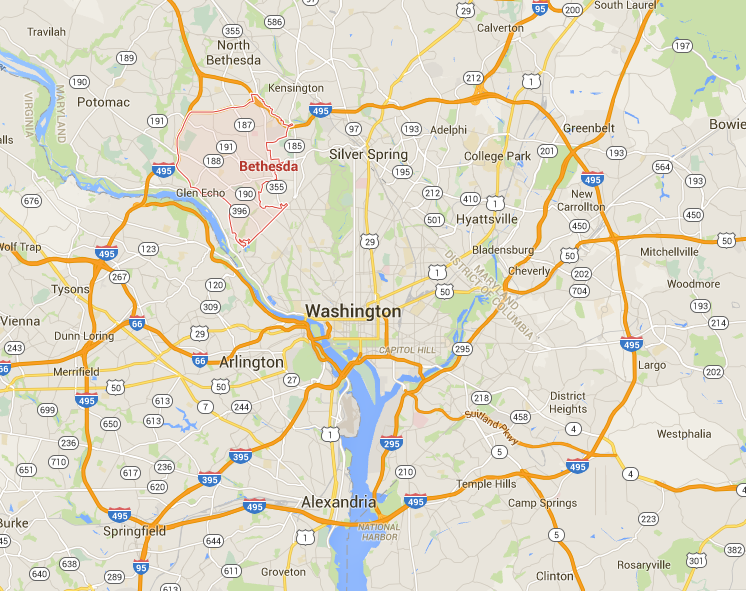 South Laurel
29
95
200
Travilah
355
586
97
Calverton
North
Bethesda
197
189
190
212
1
Kensington
Potomac
495
MARYLAND
VIRGINIA
191
187
97
193
Adelphi
Greenbelt
Bowie
alls
191
185
Silver Spring
College Park
201
193
188
Bethesda
195
564
193
495
495
Glen Echo
190
355
212
410
1
New
Carrollton
676
396
501
Hyattsville
450
450
29
50
Wolf Trap
495
123
Bladensburg
50
Mitchellville
267
1
Cheverly
202
Tysons
120
50
704
Woodmore
MARYLAND
DISTRICT OF COLUMBIA
309
Washington
193
Vienna
66
214
29
Dunn Loring
243
CAPITOL HILL
295
495
66
Arlington
66
Merrifield
Largo
27
202
50
50
495
218
District
Heights
699
613
7
244
Suitland Pkwy
458
613
650
1
4
Westphalia
236
295
5
395
710
651
617
236
210
495
4
4
620
395
Temple Hills
Alexandria
495
Camp Springs
495
495
223
Burke
Springfield
NATIONAL
HARBOR
5
45
644
1
382
95
301
638
611
Rosaryville
640
289
Groveton
Clinton
613